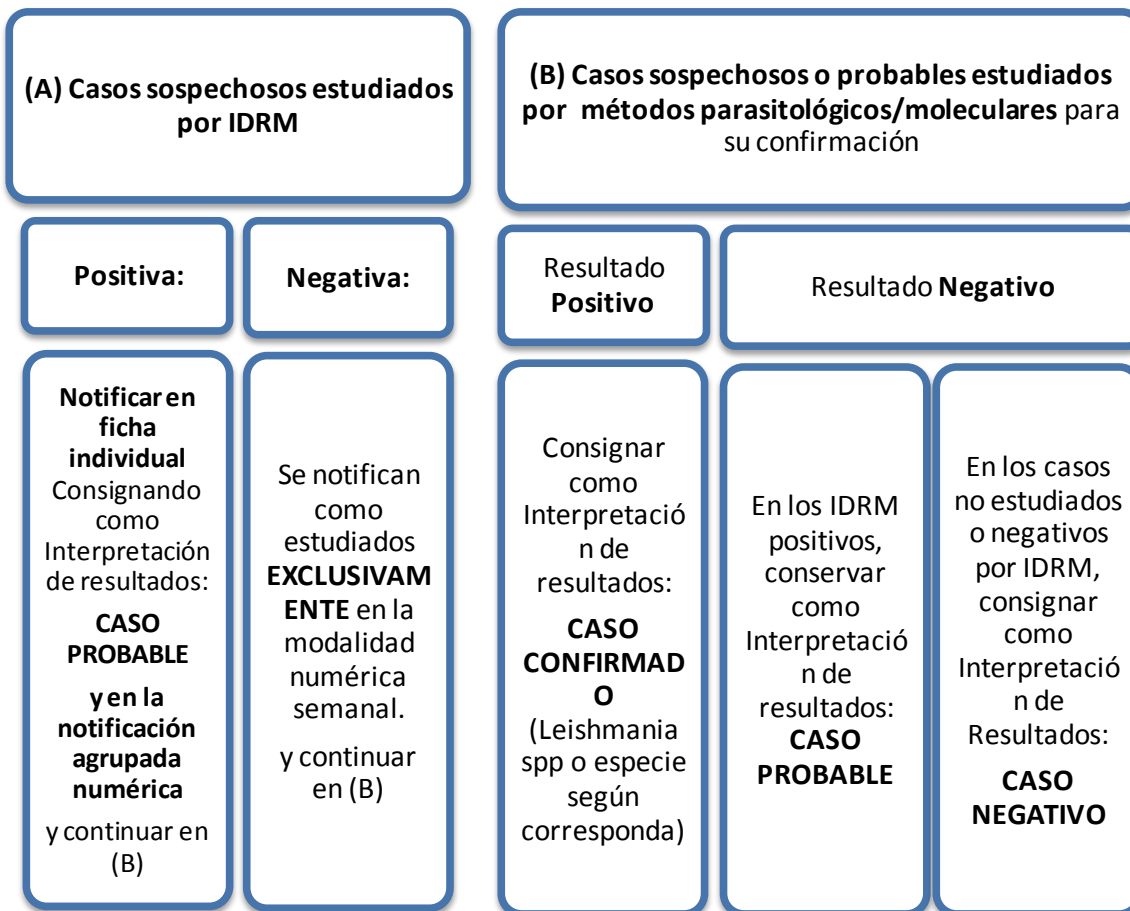 (A) Casos sospechosos estudiados
por IDRM
(B) Casos sospechosos o probables estudiados
por métodos parasitológicos/moleculares para
su confirmación
Positiva:
Negativa:
Resultado
Positivo
Resultado Negativo
Notificar en
ficha
individual
Consignando
como
Interpretación
de resultados:
CASO
PROBABLE
y en la
notificación
agrupada
numérica
y continuar en
(B)
Se notifican
como
estudiados
EXCLUSIVAM
ENTE en la
modalidad
numérica
semanal.
y continuar
en (B)
Consignar
como
Interpretació
n de
resultados:
CASO
CONFIRMAD
O
(Leishmania
spp o especie
según
corresponda)
En los IDRM
positivos,
conservar
como
Interpretació
n de
resultados:
CASO
PROBABLE
En los casos
no estudiados
o negativos
por IDRM,
consignar
como
Interpretació
n de
Resultados:
CASO
NEGATIVO